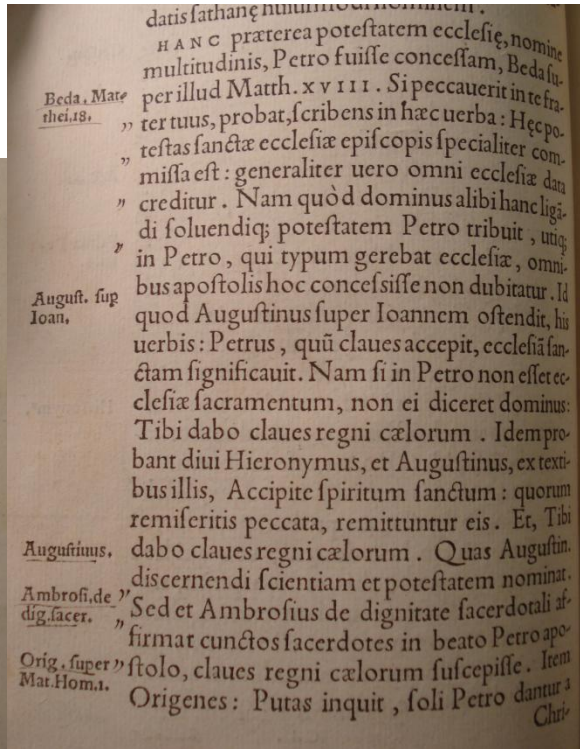 datis sathanę huiusmodi hominem.
HANC præterea potestatem ecclesię, nomine
multitudinis, Petro fuisse concessam, Beda su-
Beda. Mat-
thei.18.
per illud Matth. XVIII. Si peccauerit in te fra-
„ ter tuus, probat, scribens in hæc uerba: Hęc po-
„ testas sanctæ ecclesiæ episcopis specialiter com-
missa est: generaliter uero omni ecclesiæ data
„ creditur. Nam quòd dominus alibi hanc ligã-
di soluendiq; potestatem Petro tribuit, utiq;
„ in Petro, qui typum gerebat ecclesiæ, omni-
bus apostolis hoc concessisse non dubitatur. Id
August. sup
Ioan.
quod Augustinus super Ioannem ostendit, his
uerbis: Petrus, quũ claues accepit, ecclesiã san-
ctam significauit. Nam si in Petro non esset ec-
clesiæ sacramentum, non ei diceret dominus:
Tibi dabo claues regni cælorum. Idem pro-
bant diui Hieronymus, et Augustinus, ex texti-
bus illis, Accipite spiritum sanctum: quorum
remiseritis peccata, remittuntur eis. Et, Tibi
Augustinus.
dabo claues regni cælorum. Quas Augustin.
discernendi scientiam et potestatem nominat.
Ambrosi.de
dig.sacer.
„ Sed et Ambrosius de dignitate sacerdotali af-
„ firmat cunctos sacerdotes in beato Petro apo-
Orig. super
Mat.Hom.1.
„ stolo, claues regni cælorum suscepisse. Item
Origenes: Putas inquit, soli Petro dantur à
Chri-